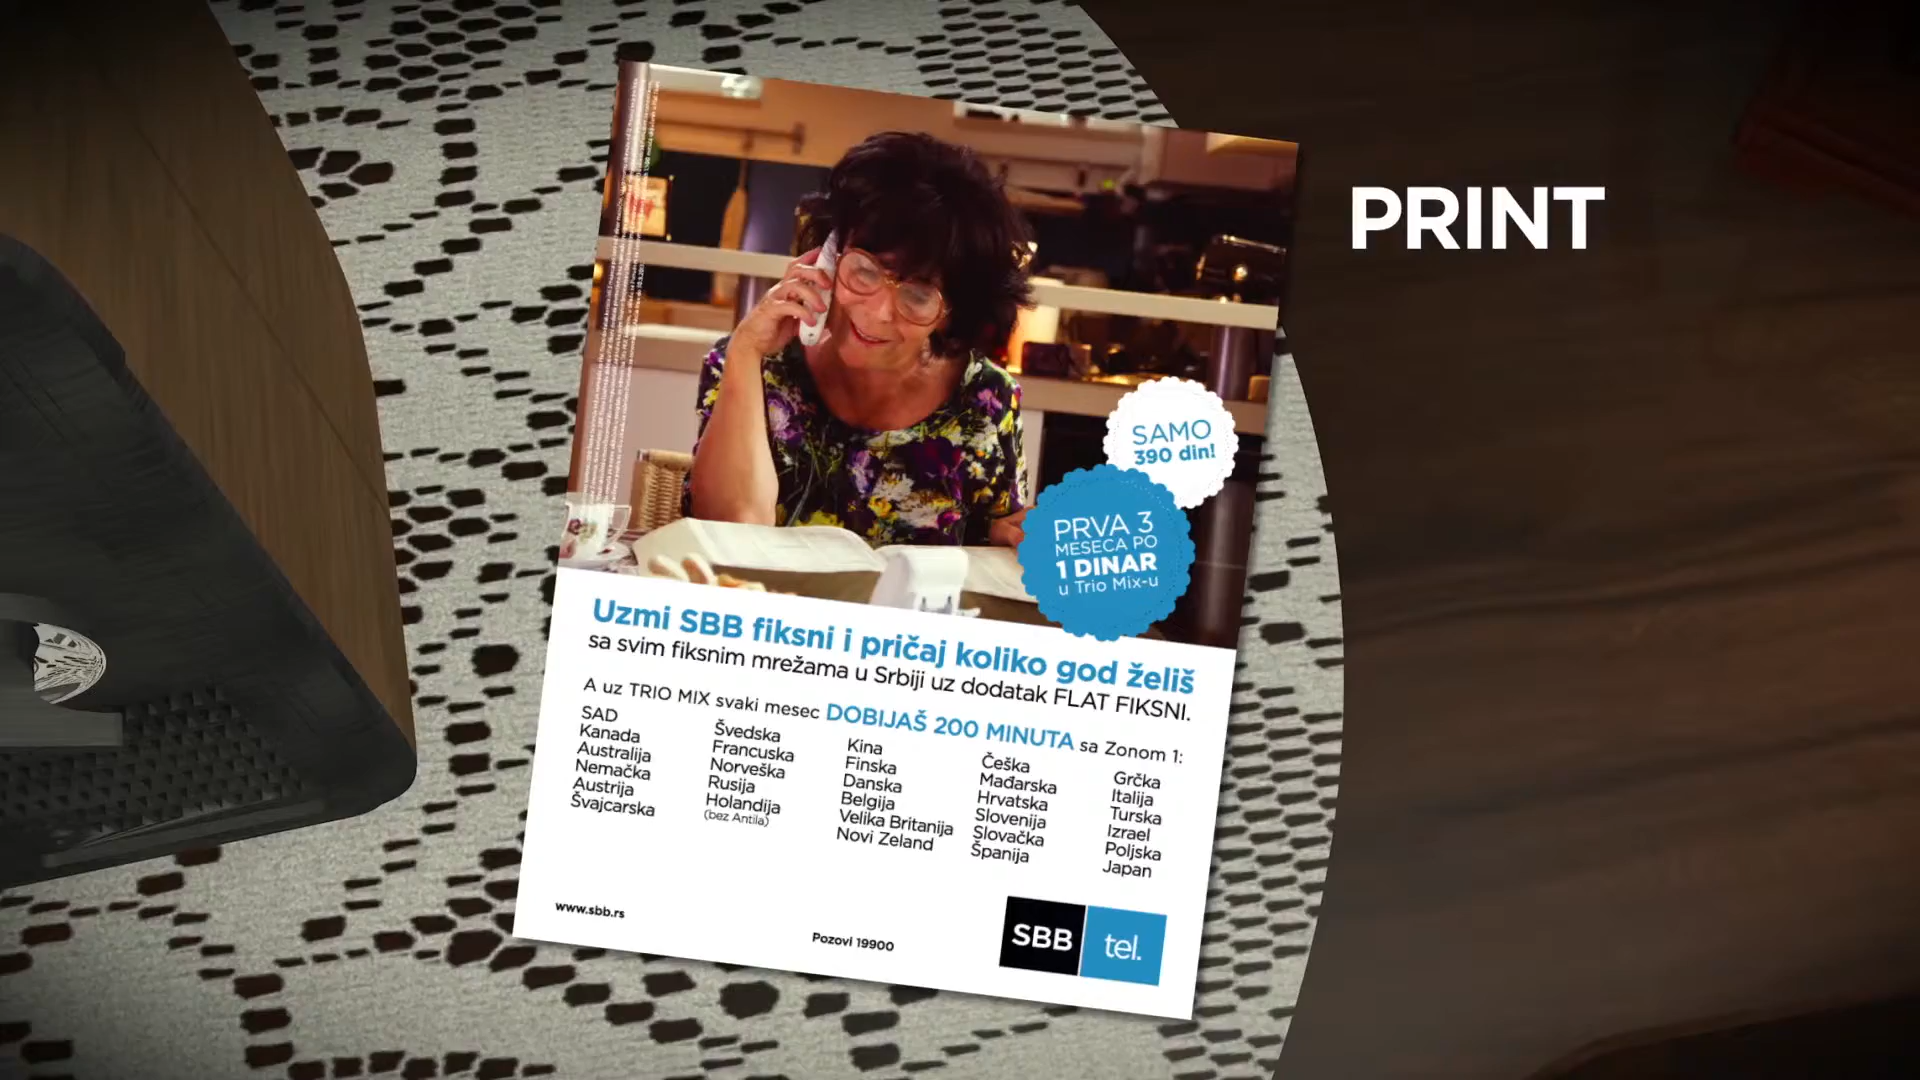 PRINT
SAMO
390 din!
PRVA 3
MESECA PO
1 DINAR
u Trio Mix-u
Uzmi SBB fiksni i pričaj koliko god želiš
sa svim fiksnim mrežama u Srbiji uz dodatak FLAT FIKSNI.
A uz TRIO MIX svaki mesec DOBIJAŠ 200 MINUTA sa Zonom 1:
SAD
Kanada
Australija
Nemačka
Austrija
Švajcarska
Švedska
Francuska
Norveška
Rusija
Holandija
(bez Antila)
Kina
Finska
Danska
Belgija
Velika Britanija
Novi Zeland
Češka
Mađarska
Hrvatska
Slovenija
Slovačka
Španija
Grčka
Italija
Turska
Izrael
Poljska
Japan
www.sbb.rs
Pozovi 19900
SBB tel.